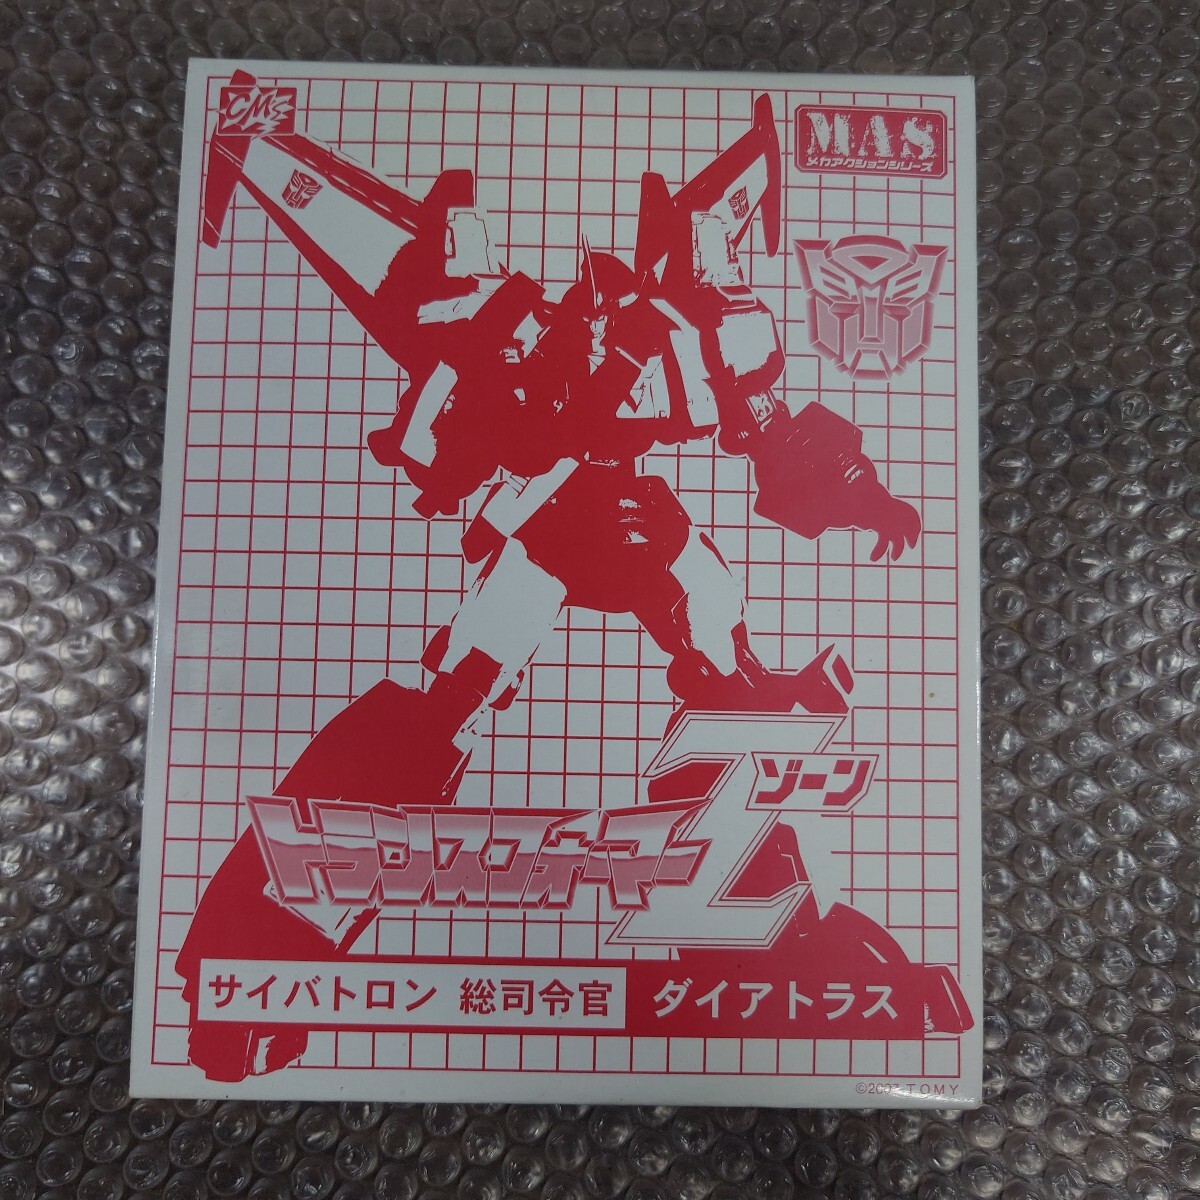 CM's
M.A.S
メカアクションシリーズ
Z
ゾーン
トランスフォーマー
サイバトロン 総司令官 ダイアトラス
©2007 TOMY